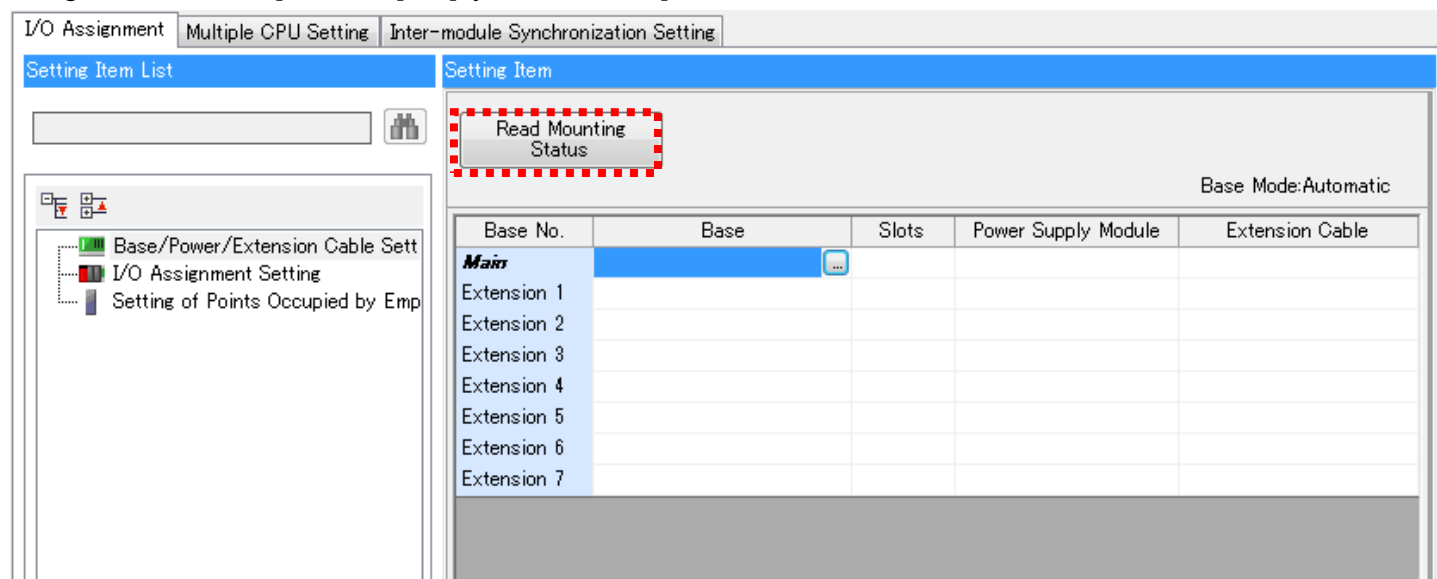 I/O Assignment Multiple CPU Setting Inter-module Synchronization Setting
Setting Item List
Setting Item
Read Mounting
Status
Base Mode:Automatic
Base/Power/Extension Cable Sett
I/O Assignment Setting
Setting of Points Occupied by Emp
Base No. Base Slots Power Supply Module Extension Cable
Main ...
Extension 1
Extension 2
Extension 3
Extension 4
Extension 5
Extension 6
Extension 7